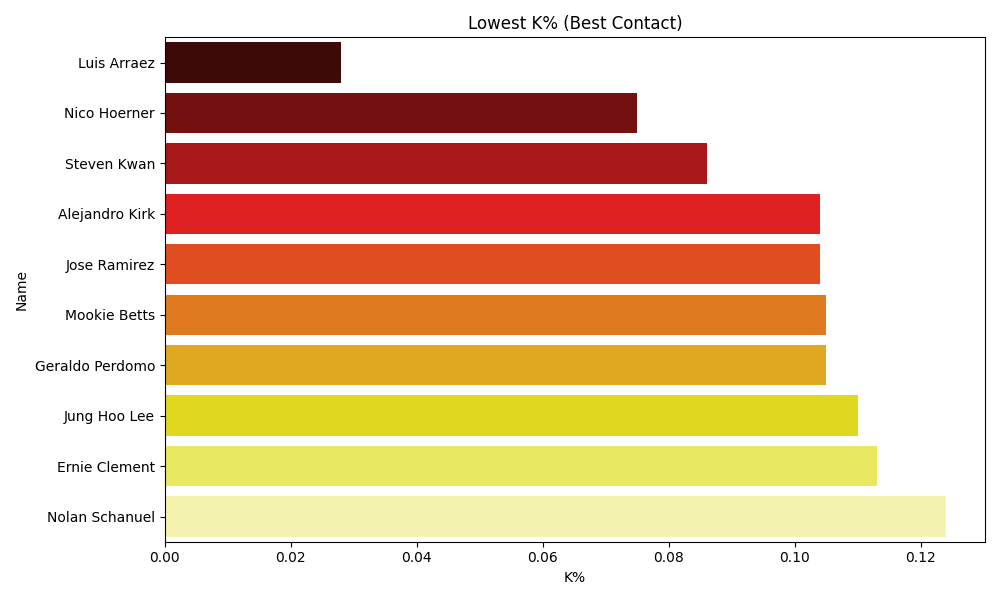 Lowest K% (Best Contact)
Luis Arraez
Nico Hoerner
Steven Kwan
Alejandro Kirk
Jose Ramirez
Mookie Betts
Geraldo Perdomo
Jung Hoo Lee
Ernie Clement
Nolan Schanuel
Name
0.00 0.02 0.04 0.06 0.08 0.10 0.12
K%